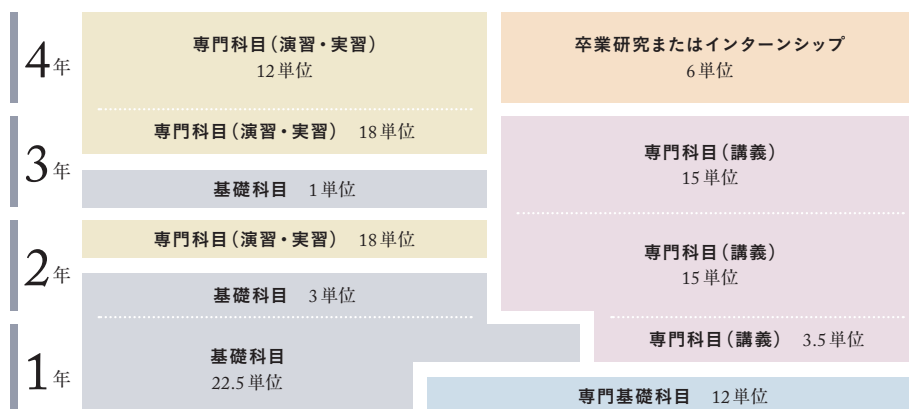 4年
専門科目(演習・実習)
12単位
卒業研究またはインターンシップ
6単位
専門科目(演習・実習) 18単位
3年
専門科目(講義)
15単位
基礎科目 1単位
2年
専門科目(演習・実習) 18単位
専門科目(講義)
15単位
基礎科目 3単位
1年
基礎科目
22.5単位
専門科目(講義) 3.5単位
専門基礎科目 12単位